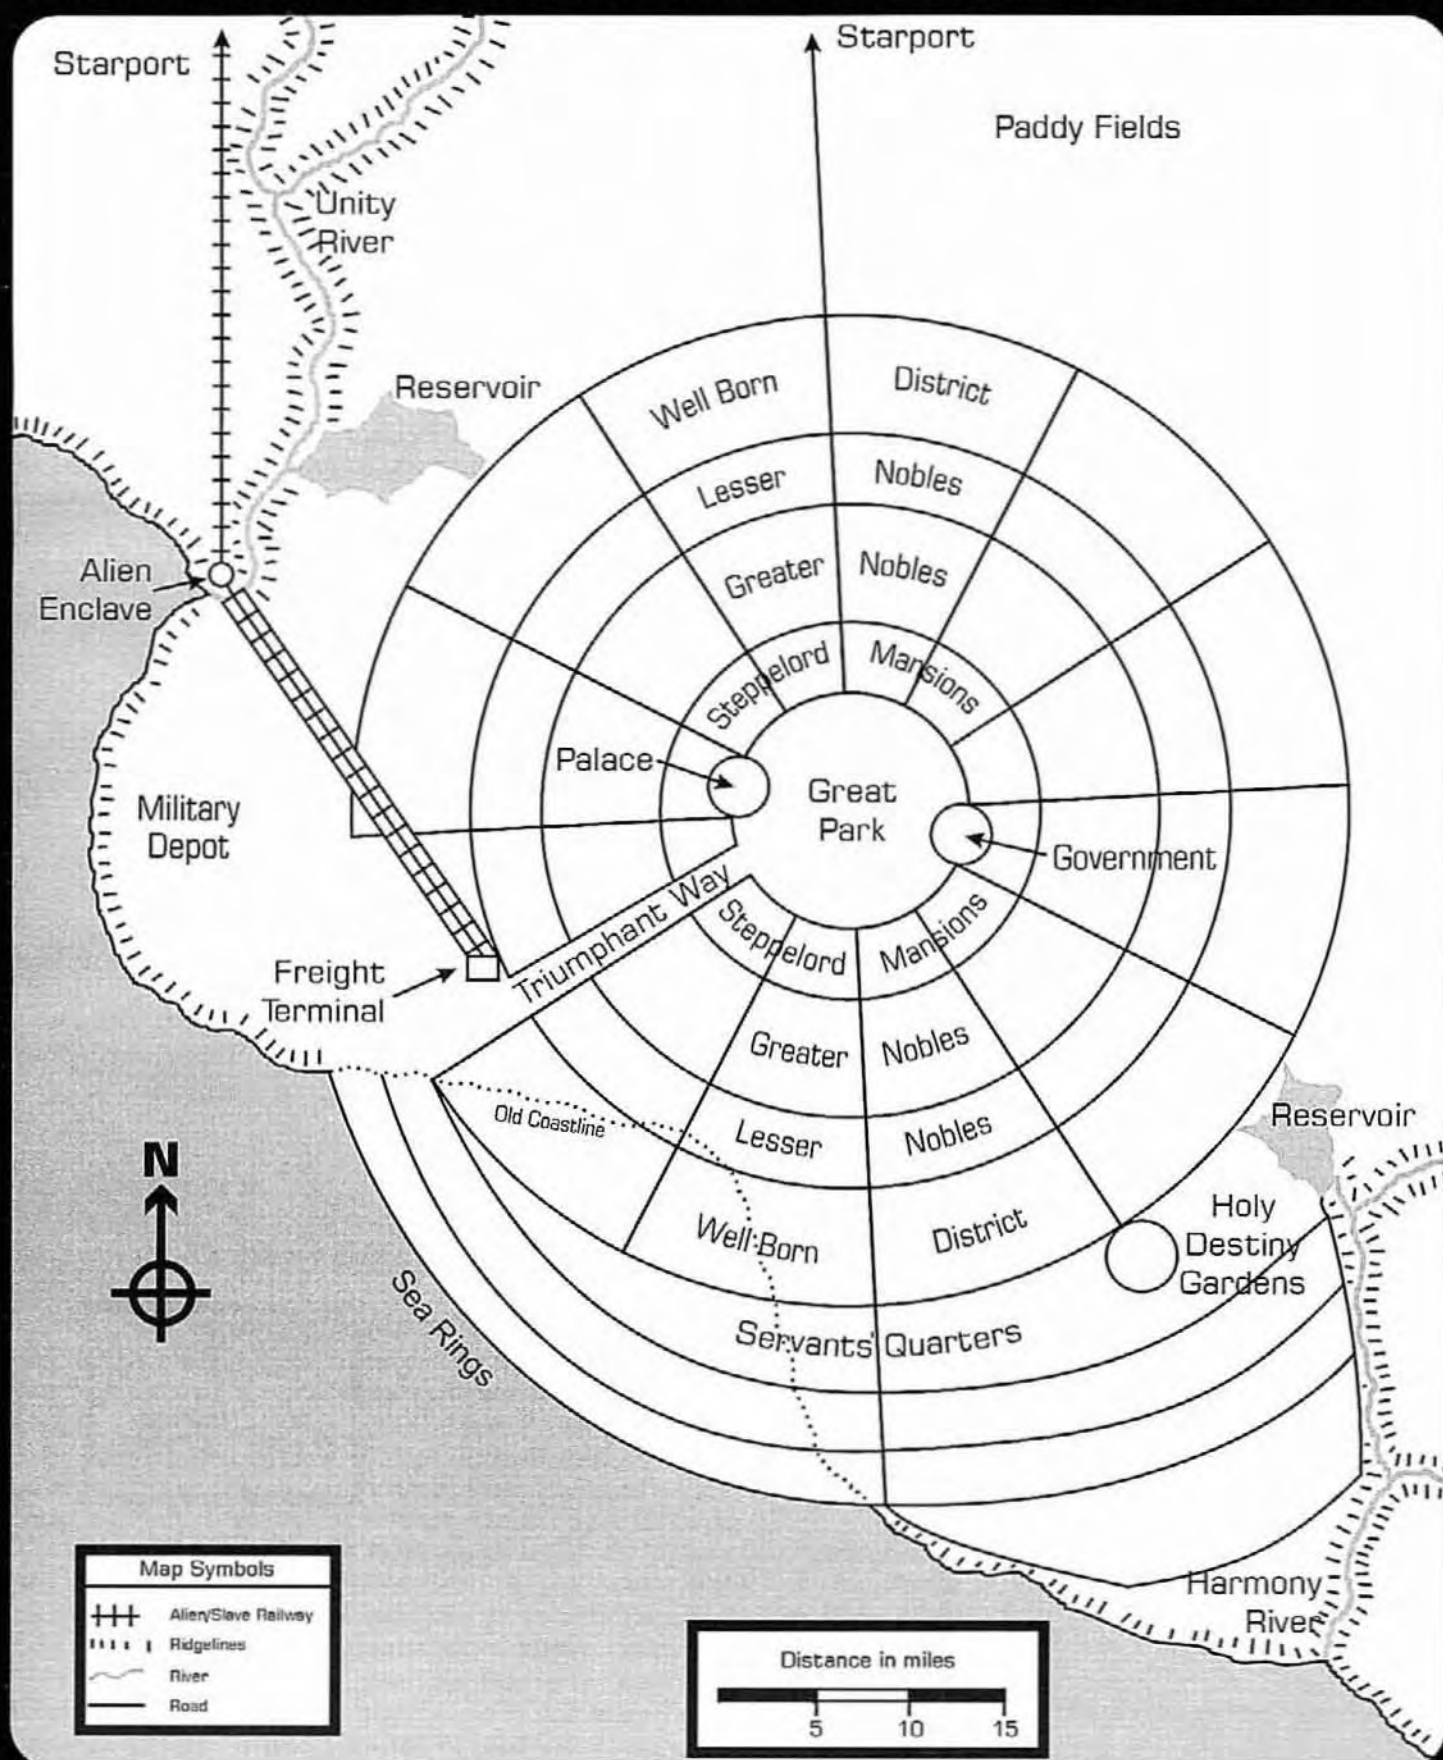 Starport
Starport
Paddy Fields
Unity
River
Reservoir
Well Born
District
Lesser
Nobles
Greater
Nobles
Steppelord
Mansions
Alien
Enclave
Palace
Great
Park
Government
Military
Depot
Triumphant Way
Steppelord
Mansions
Freight
Terminal
Greater
Nobles
Old Coastline
Lesser
Nobles
Reservoir
Well Born
District
Holy
Destiny
Gardens
N
Sea Rings
Servants' Quarters
Harmony
River
Map Symbols
Alien/Slave Railway
Ridgelines
River
Road
Distance in miles
5 10 15